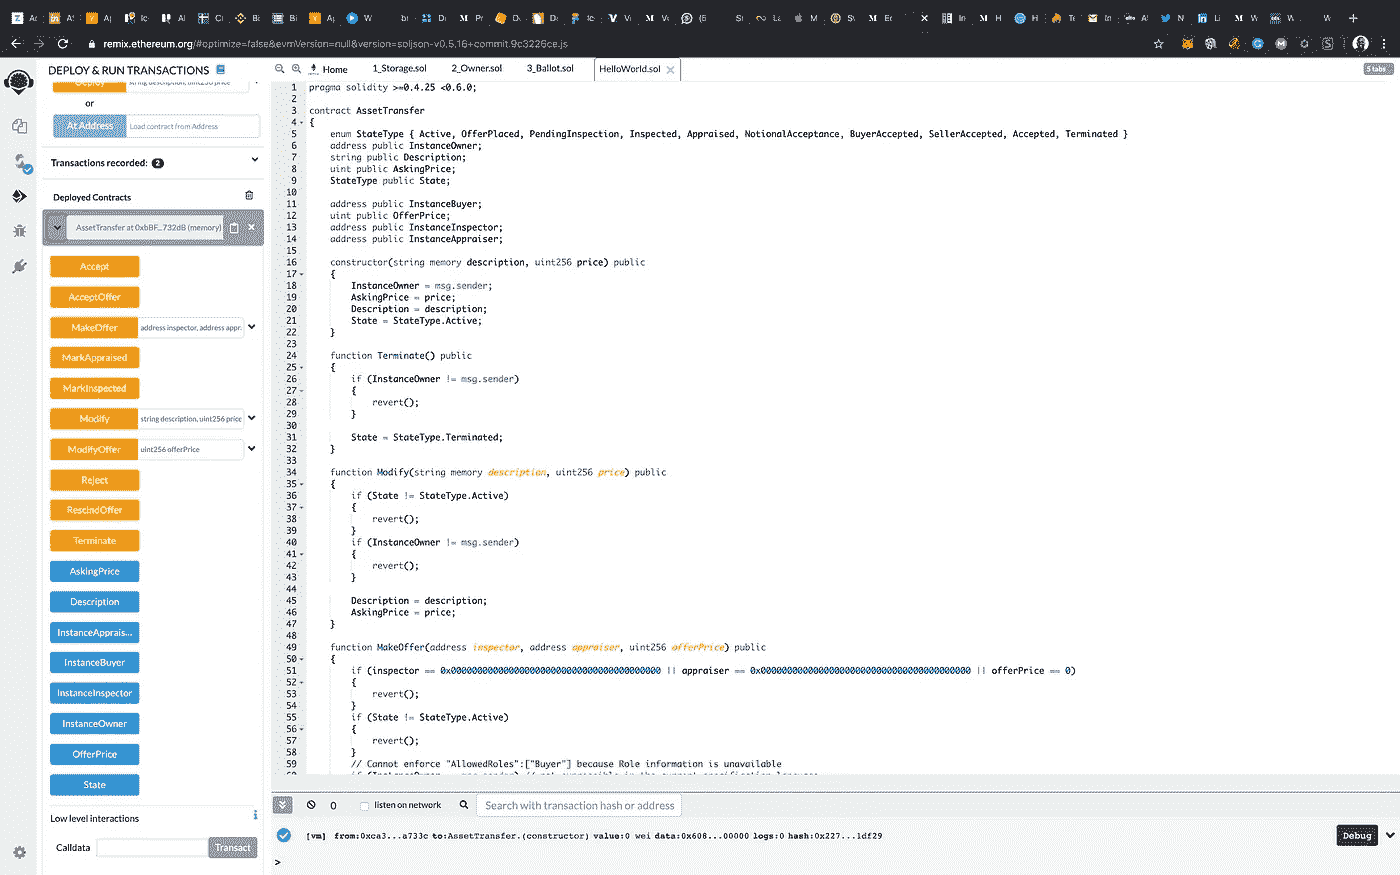 remix.ethereum.org/#optimize=false&evmVersion=null&version=soljson-v0.5.16+commit.9c3226ce.js
DEPLOY & RUN TRANSACTIONS
Deploy
string description, uint256 price
or
At Address
Load contract from Address
Transactions recorded: 2
Deployed Contracts
AssetTransfer at 0xbBF...732dB (memory)
Accept
AcceptOffer
MakeOffer
address inspector, address appr
MarkAppraised
MarkInspected
Modify
string description, uint256 price
ModifyOffer
uint256 offerPrice
Reject
RescindOffer
Terminate
AskingPrice
Description
InstanceApprais...
InstanceBuyer
InstanceInspector
InstanceOwner
OfferPrice
State
Low level interactions
Calldata
Transact
Home
1_Storage.sol
2_Owner.sol
3_Ballot.sol
HelloWorld.sol
5 tabs
1 pragma solidity >=0.4.25 <0.6.0;
2
3 contract AssetTransfer
4 {
5 enum StateType { Active, OfferPlaced, PendingInspection, Inspected, Appraised, NotionalAcceptance, BuyerAccepted, SellerAccepted, Accepted, Terminated }
6 address public InstanceOwner;
7 string public Description;
8 uint public AskingPrice;
9 StateType public State;
10
11 address public InstanceBuyer;
12 uint public OfferPrice;
13 address public InstanceInspector;
14 address public InstanceAppraiser;
15
16 constructor(string memory description, uint256 price) public
17 {
18 InstanceOwner = msg.sender;
19 AskingPrice = price;
20 Description = description;
21 State = StateType.Active;
22 }
23
24 function Terminate() public
25 {
26 if (InstanceOwner != msg.sender)
27 {
28 revert();
29 }
30
31 State = StateType.Terminated;
32 }
33
34 function Modify(string memory description, uint256 price) public
35 {
36 if (State != StateType.Active)
37 {
38 revert();
39 }
40 if (InstanceOwner != msg.sender)
41 {
42 revert();
43 }
44
45 Description = description;
46 AskingPrice = price;
47 }
48
49 function MakeOffer(address inspector, address appraiser, uint256 offerPrice) public
50 {
51 if (inspector == 0x0000000000000000000000000000000000000000 || appraiser == 0x0000000000000000000000000000000000000000 || offerPrice == 0)
52 {
53 revert();
54 }
55 if (State != StateType.Active)
56 {
57 revert();
58 }
59 // Cannot enforce "AllowedRoles":["Buyer"] because Role information is unavailable
0
listen on network
Search with transaction hash or address
[vm] from:0xca3...a733c to:AssetTransfer.(constructor) value:0 wei data:0x608...00000 logs:0 hash:0x227...1df29
Debug
>